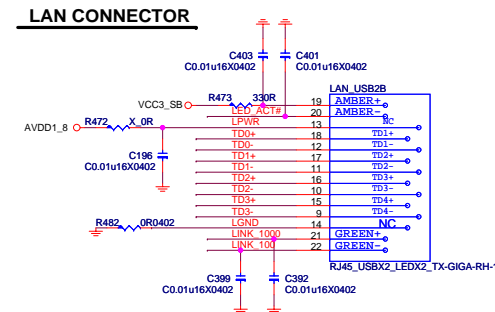 LAN CONNECTOR
C403
C0.01u16X0402
C401
C0.01u16X0402
LAN_USB2B
VCC3_SB
R473
330R
19
AMBER+
LED_ACT#
20
AMBER-
AVDD1_8
R472
X_0R
LPWR
13
NC
TD0+
18
TD1+
TD0-
12
TD1-
TD1+
17
TD2+
TD1-
11
TD2-
TD2+
16
TD3+
TD2-
10
TD3-
TD3+
15
TD4+
TD3-
9
TD4-
C196
C0.01u16X0402
R482
0R0402
LGND
14
NC
LINK_1000
21
GREEN+
LINK_100
22
GREEN-
RJ45_USBX2_LEDX2_TX-GIGA-RH-1
C399
C0.01u16X0402
C392
C0.01u16X0402